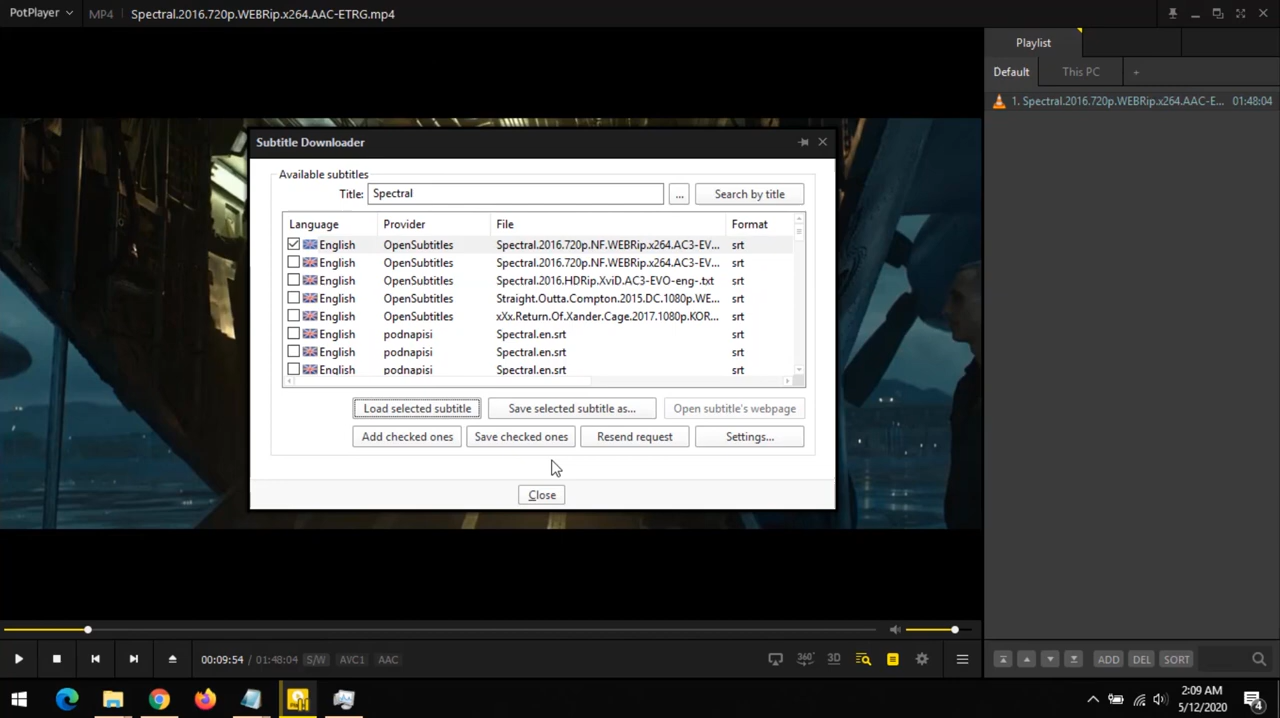 PotPlayer MP4 Spectral.2016.720p.WEBRip.x264.AAC-ETRG.mp4
Playlist
Default This PC +
1. Spectral.2016.720p.WEBRip.x264.AAC-E... 01:48:04
Subtitle Downloader
Available subtitles
Title: Spectral ... Search by title
Language Provider File Format
English OpenSubtitles Spectral.2016.720p.NF.WEBRip.x264.AC3-EV... srt
English OpenSubtitles Spectral.2016.720p.NF.WEBRip.x264.AC3-EV... srt
English OpenSubtitles Spectral.2016.HDRip.XviD.AC3-EVO-eng-.txt srt
English OpenSubtitles Straight.Outta.Compton.2015.DC.1080p.WE... srt
English OpenSubtitles xXx.Return.Of.Xander.Cage.2017.1080p.KOR... srt
English podnapisi Spectral.en.srt srt
English podnapisi Spectral.en.srt srt
English podnapisi Spectral.en.srt srt
Load selected subtitle Save selected subtitle as... Open subtitle's webpage
Add checked ones Save checked ones Resend request Settings...
Close
00:09:54 / 01:48:04 S/W AVC1 AAC 360° 3D ADD DEL SORT
2:09 AM
5/12/2020
4